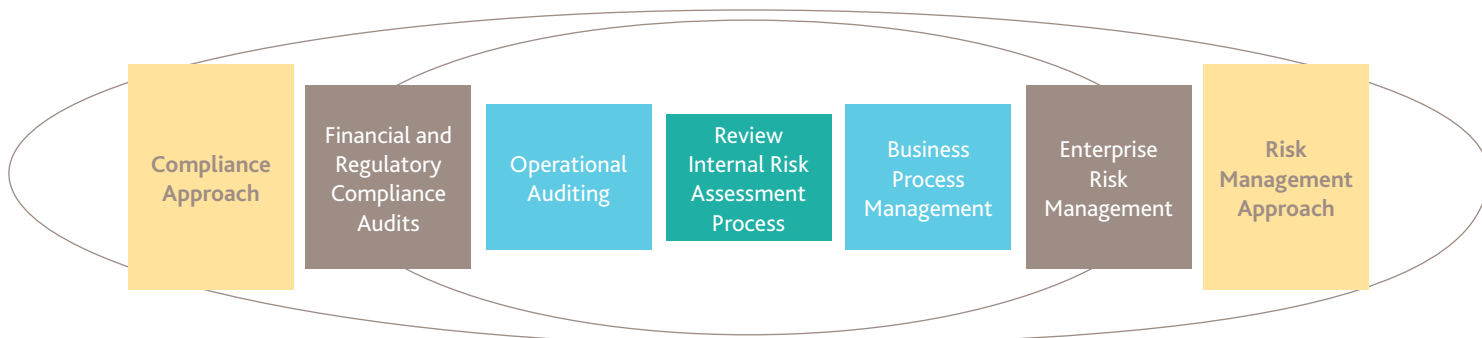 Compliance
Approach
Financial and
Regulatory
Compliance
Audits
Operational
Auditing
Review
Internal Risk
Assessment
Process
Business
Process
Management
Enterprise
Risk
Management
Risk
Management
Approach